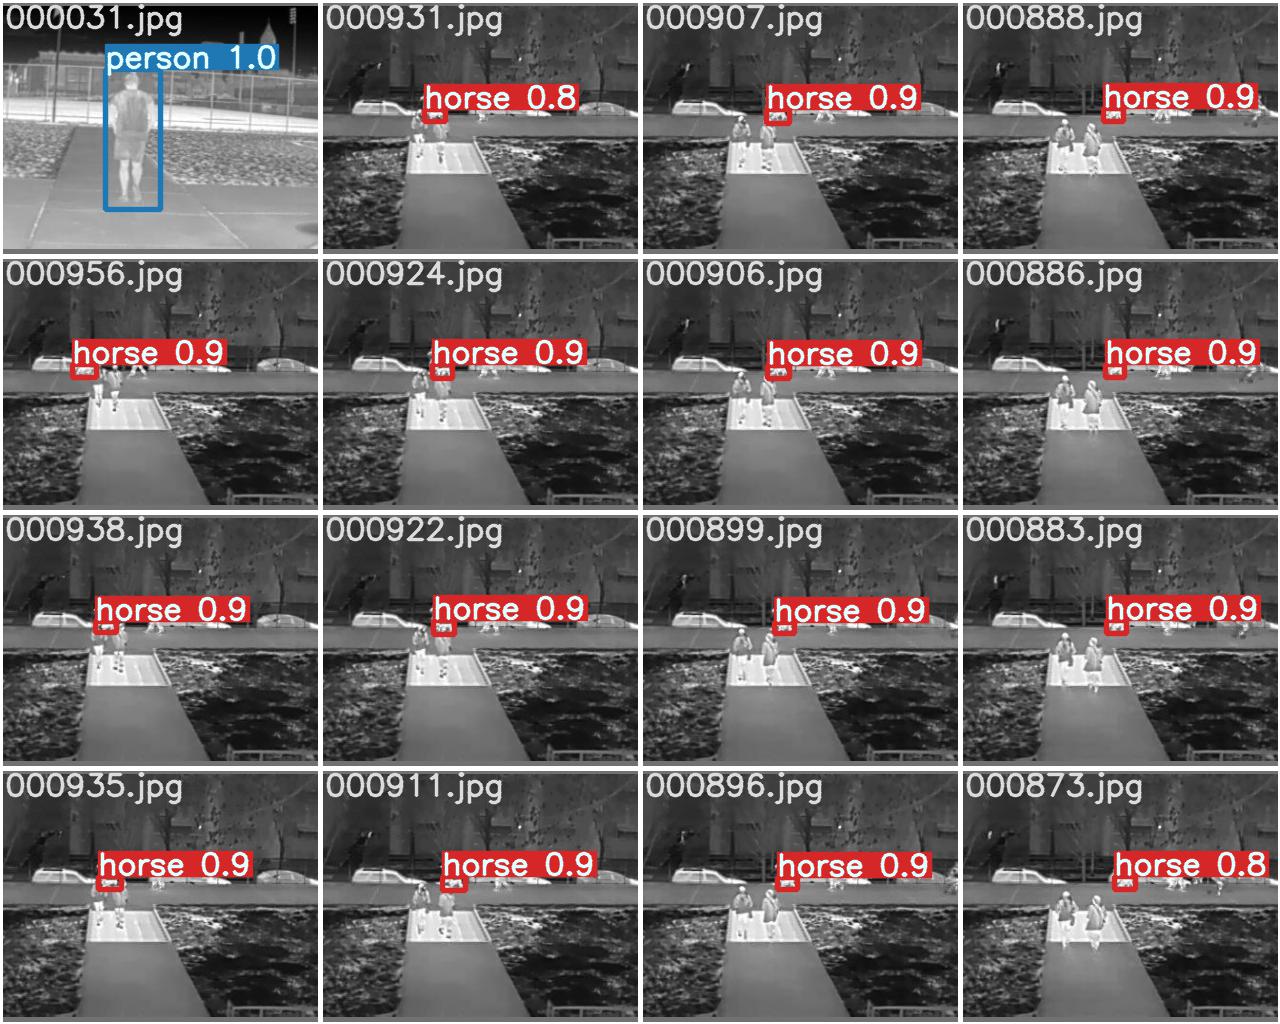 000031.jpg
person 1.0
000931.jpg
horse 0.8
000907.jpg
horse 0.9
000888.jpg
horse 0.9
000956.jpg
horse 0.9
000924.jpg
horse 0.9
000906.jpg
horse 0.9
000886.jpg
horse 0.9
000938.jpg
horse 0.9
000922.jpg
horse 0.9
000899.jpg
horse 0.9
000883.jpg
horse 0.9
000935.jpg
horse 0.9
000911.jpg
horse 0.9
000896.jpg
horse 0.9
000873.jpg
horse 0.8